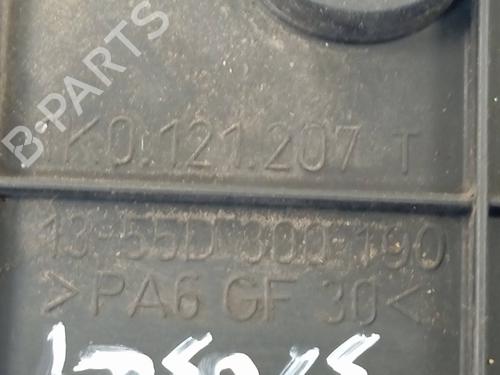 B-PARTS
1K0.121.207 T
13-55D 300-190
>PA6 GF 30<